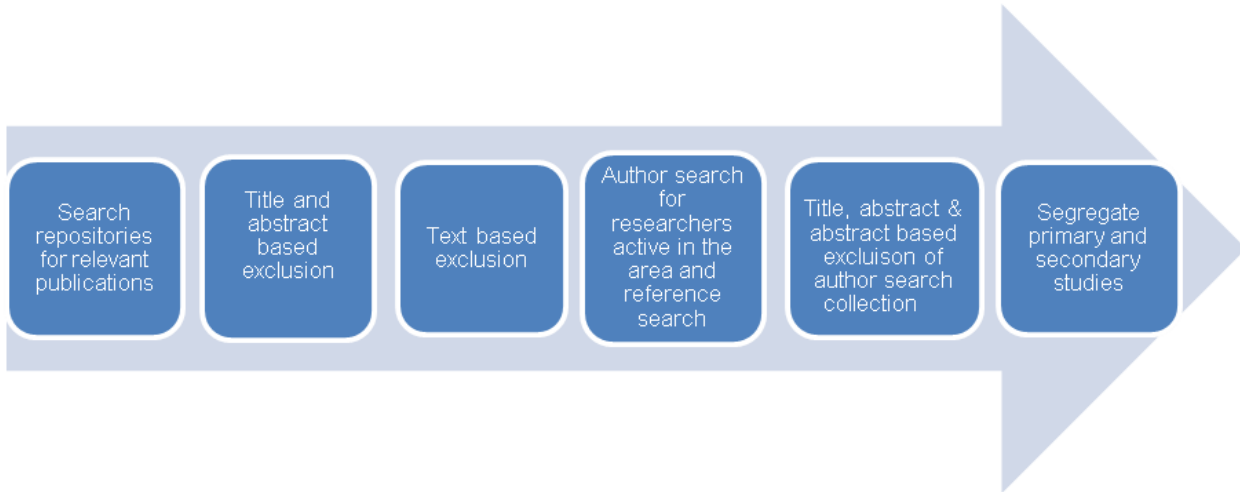 Search
repositories
for relevant
publications
Title and
abstract
based
exclusion
Text based
exclusion
Author search
for
researchers
active in the
area and
reference
search
Title, abstract &
abstract based
excluison of
author search
collection
Segregate
primary and
secondary
studies